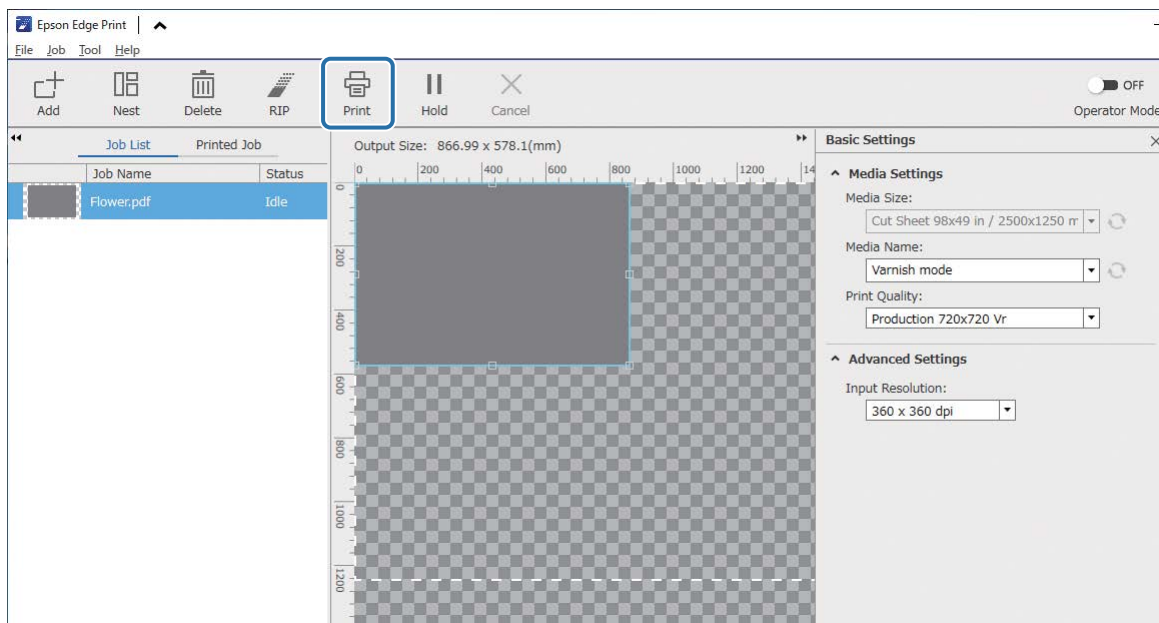 Epson Edge Print
File Job Tool Help
Add Nest Delete RIP Print Hold Cancel
OFF
Operator Mode
Job List Printed Job
Job Name Status
Flower.pdf Idle
Output Size: 866.99 x 578.1(mm)
0 200 400 600 800 1000 1200 14
0
200
400
600
800
1000
1200
Basic Settings
Media Settings
Media Size:
Cut Sheet 98x49 in / 2500x1250 m
Media Name:
Varnish mode
Print Quality:
Production 720x720 Vr
Advanced Settings
Input Resolution:
360 x 360 dpi